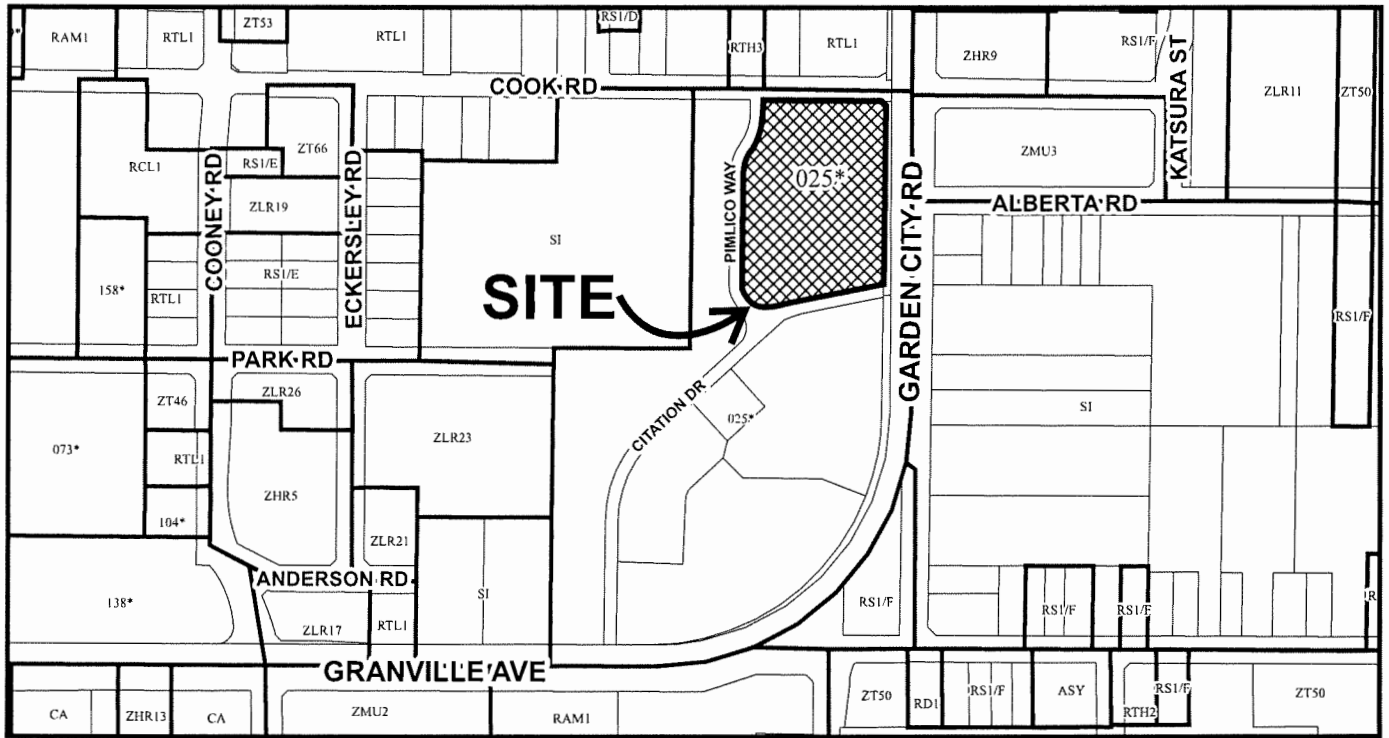 RAM1
RTL1
ZT53
RTL1
RS1/D
RTH3
RTL1
ZHR9
RS1/F
KATSURA ST
ZLR11
ZT50
COOK RD
RCL1
COONEY RD
RS1/E
ZT66
ECKERSLEY RD
ZLR19
RS1/E
158*
RTL1
SI
PIMLICO WAY
025*
GARDEN CITY RD
ZMU3
ALBERTA RD
RS1/F
SITE
PARK RD
ZT46
ZLR26
ZLR23
CITATION DR
025*
SI
073*
RTL1
ZHR5
104*
ZLR21
ANDERSON RD
138*
ZLR17
RTL1
SI
RS1/F
RS1/F
RS1/F
R
GRANVILLE AVE
CA
ZHR13
CA
ZMU2
RAM1
ZT50
RD1
RS1/F
ASY
RTH2
RS1/F
ZT50